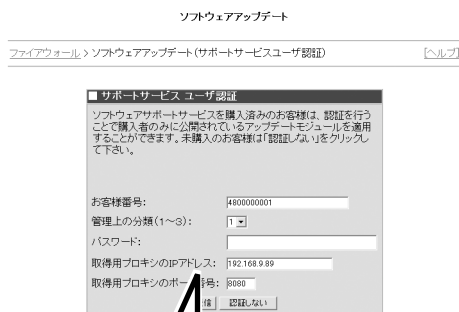 ソフトウェアアップデート
ファイアウォール > ソフトウェアアップデート(サポートサービスユーザ認証) [ヘルプ]
■ サポートサービス ユーザ認証
ソフトウェアサポートサービスを購入済みのお客様は、認証を行う
ことで購入者のみに公開されているアップデートモジュールを適用
することができます。未購入のお客様は「認証しない」をクリックし
て下さい。
お客様番号: 4800000001
管理上の分類(1～3): 1
パスワード:
取得用プロキシのIPアドレス: 192.168.9.89
取得用プロキシのポート番号: 8080
信 認証しない